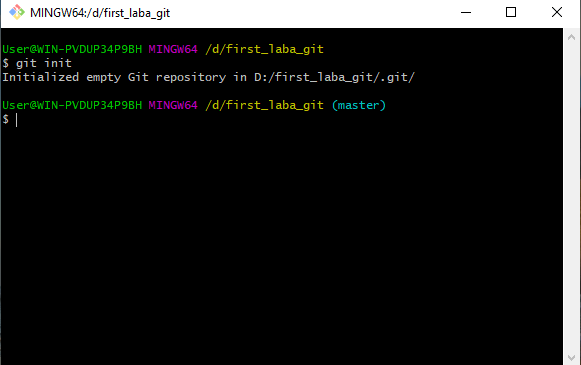 MINGW64:/d/first_laba_git
User@WIN-PVDUP34P9BH MINGW64 /d/first_laba_git
$ git init
Initialized empty Git repository in D:/first_laba_git/.git/
User@WIN-PVDUP34P9BH MINGW64 /d/first_laba_git (master)
$